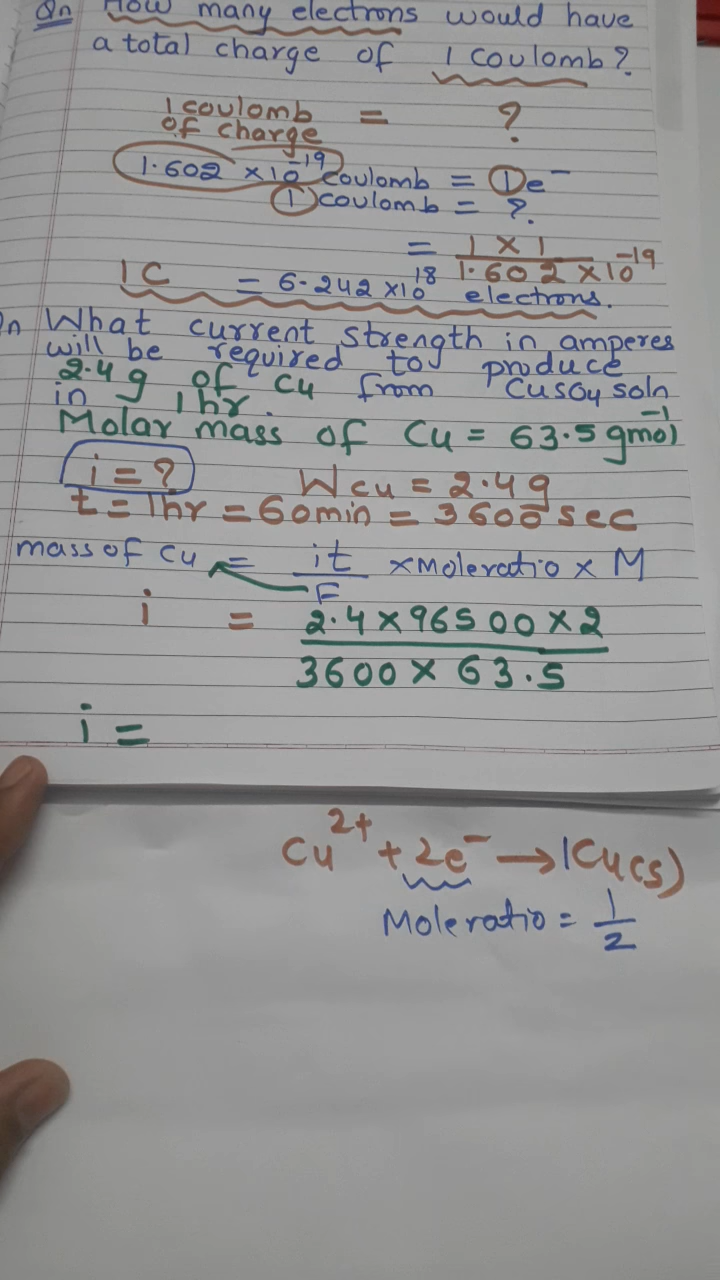 Qn How many electrons would have
a total charge of 1 Coulomb?
1 coulomb = ?
of charge
1.602 × 10⁻¹⁹ Coulomb = 1 e⁻
1 coulomb = ?
= 1 × 1 / 1.602 × 10⁻¹⁹
1C = 6.242 × 10¹⁸ electrons.
What current strength in amperes
will be required to produce
2.4 g of Cu from CuSO4 soln
in 1 hr.
Molar mass of Cu = 63.5 gmol⁻¹
i = ? Wcu = 2.4 g
t = 1hr = 60min = 3600 sec
mass of Cu = it / F × Moleratio × M
i = 2.4 × 96500 × 2 / 3600 × 63.5
i =
Cu²⁺ + 2e⁻ → 1Cu(s)
Moleratio = 1/2